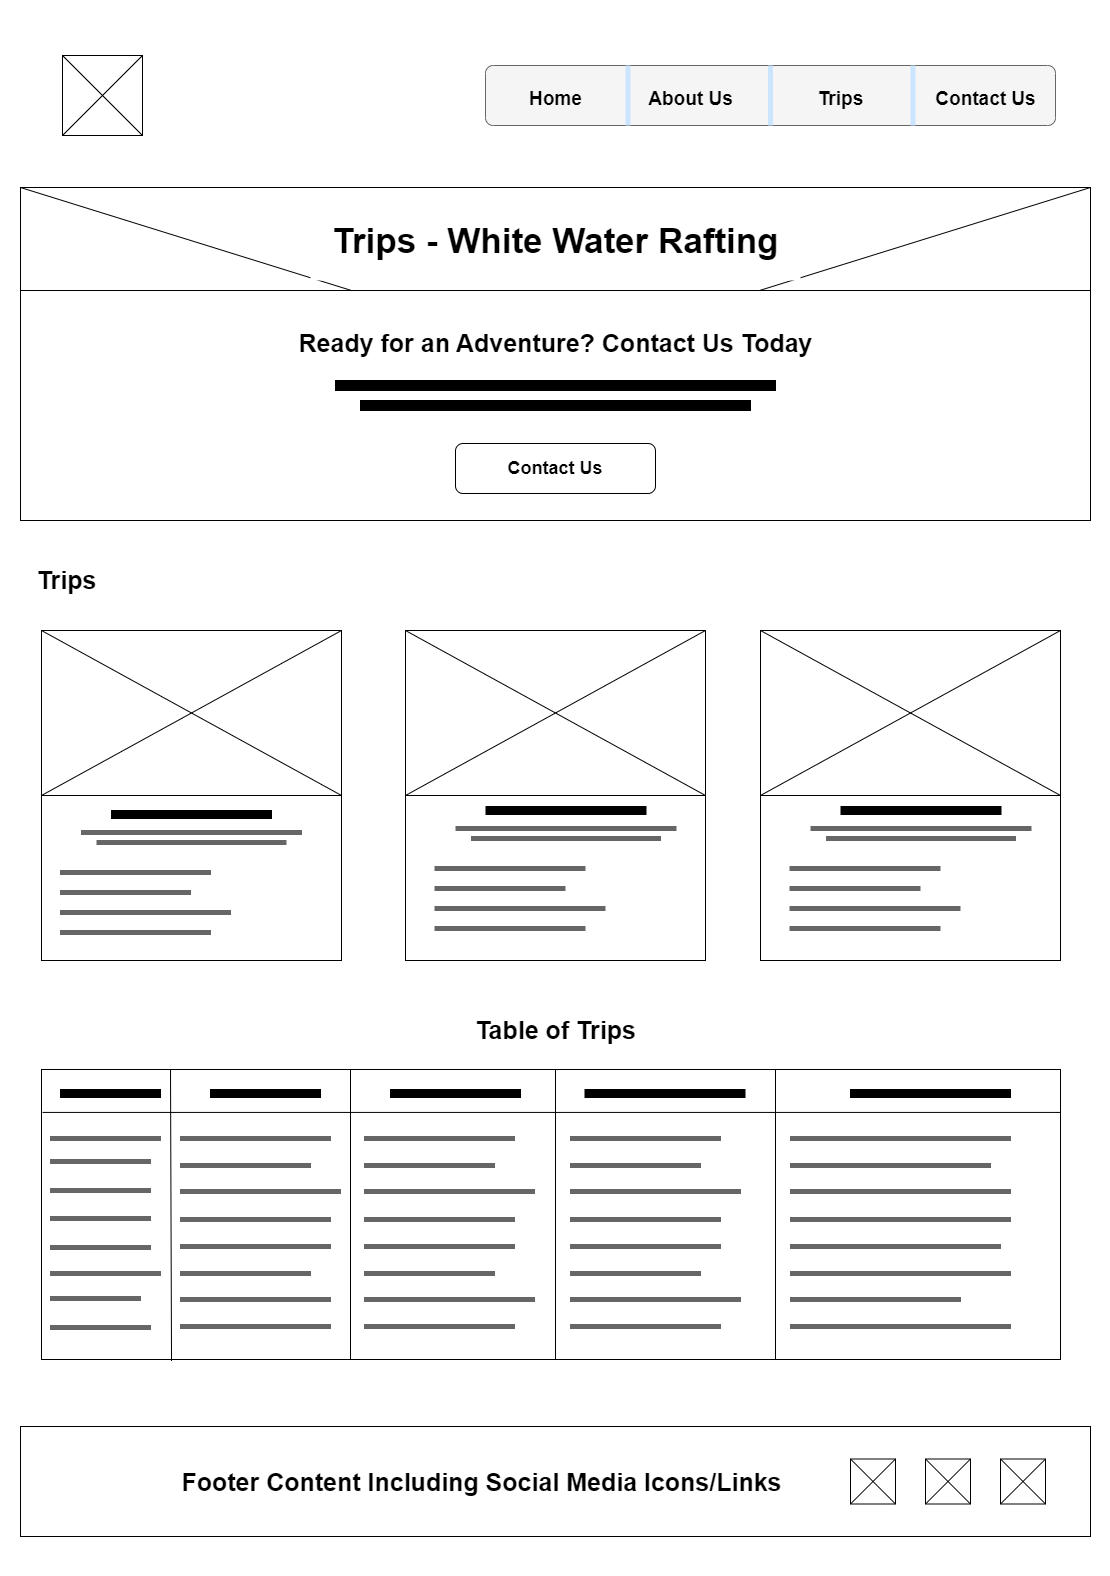 Home
About Us
Trips
Contact Us
Trips - White Water Rafting
Ready for an Adventure? Contact Us Today
Contact Us
Trips
Table of Trips
Footer Content Including Social Media Icons/Links